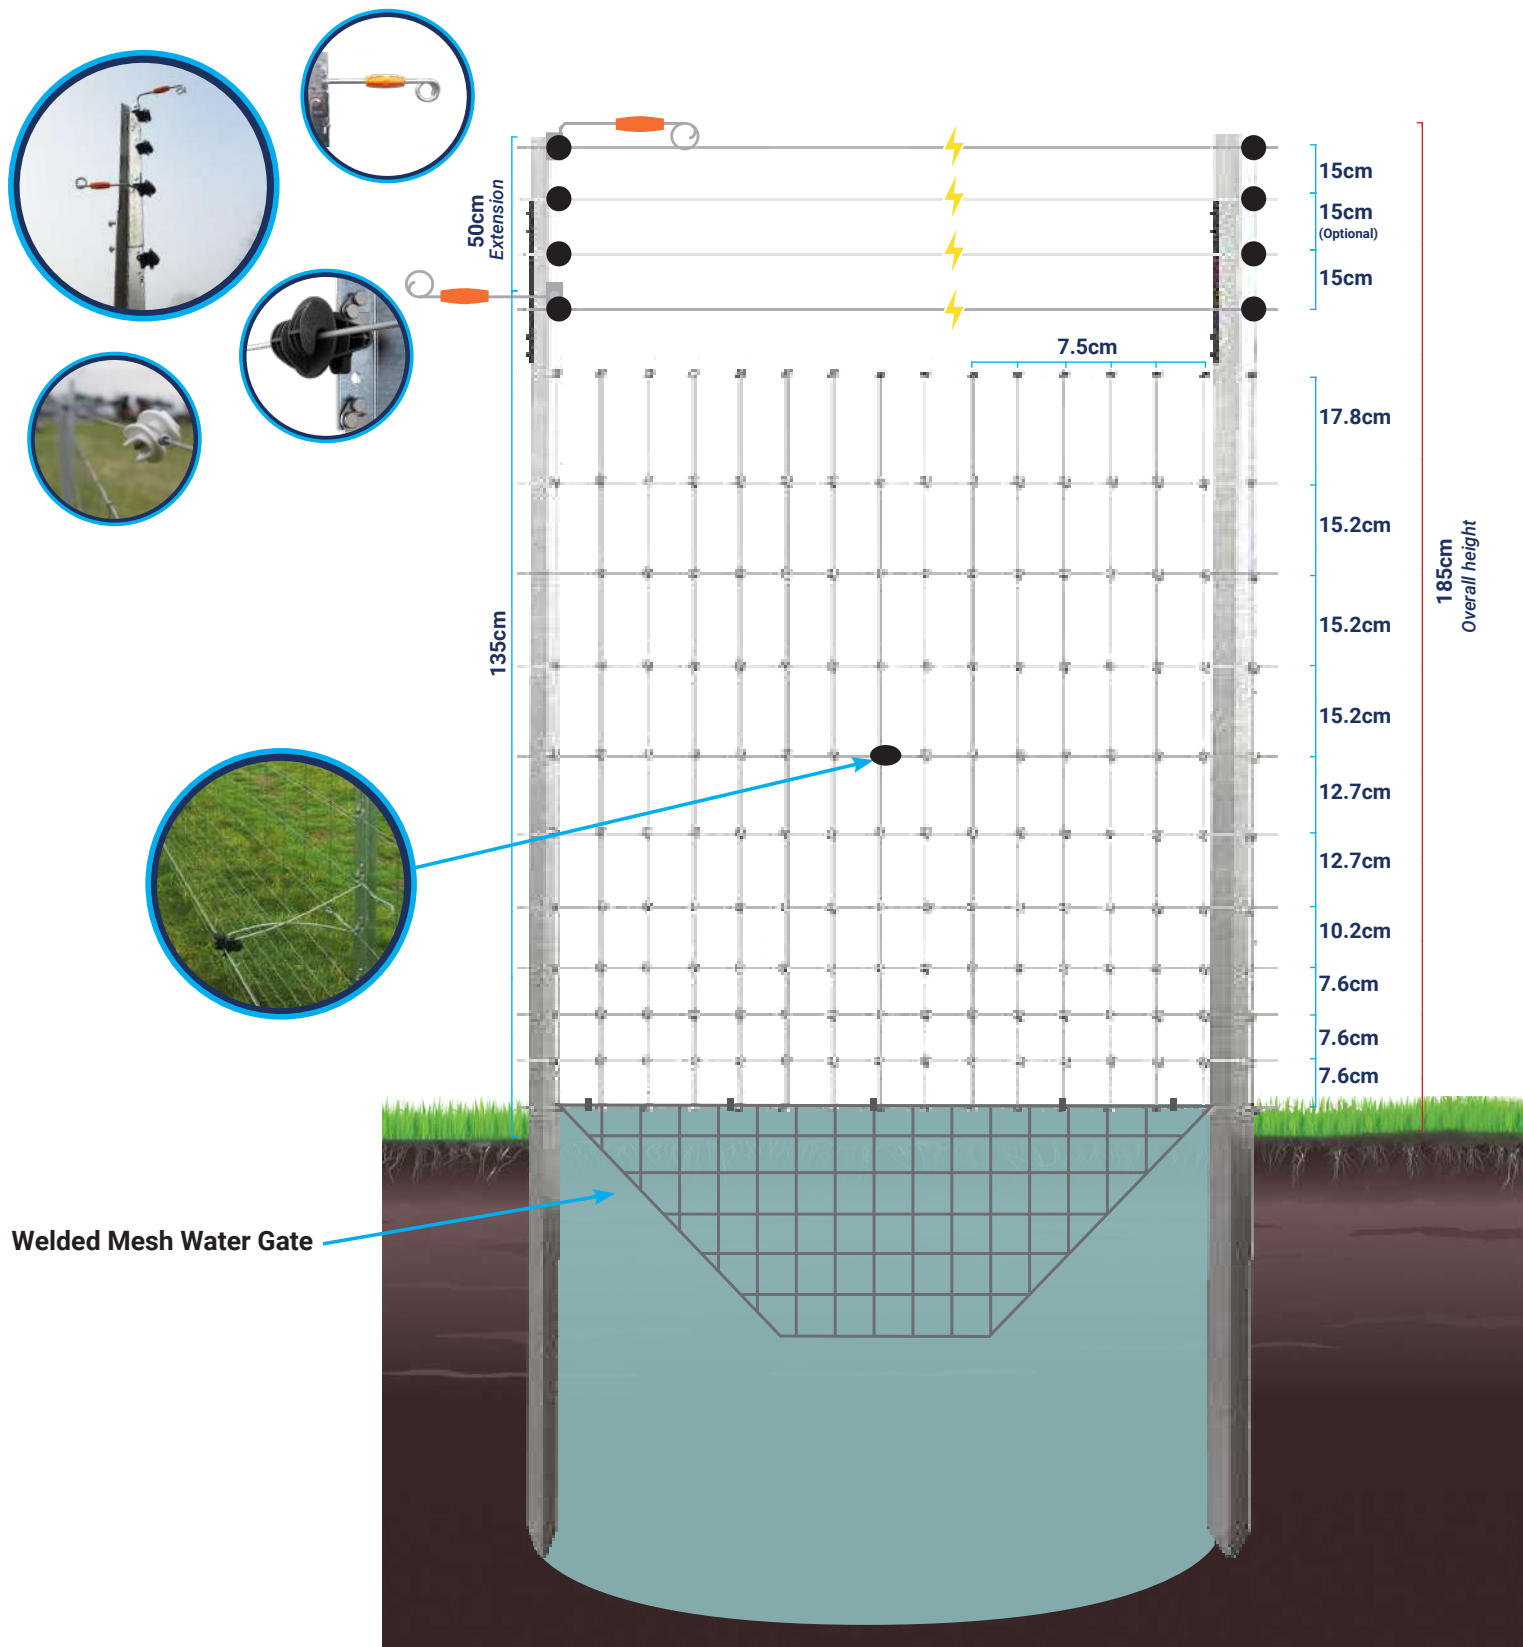 50cm
Extension
15cm
15cm
(Optional)
15cm
7.5cm
17.8cm
15.2cm
15.2cm
15.2cm
12.7cm
12.7cm
10.2cm
7.6cm
7.6cm
7.6cm
135cm
185cm
Overall height
Welded Mesh Water Gate